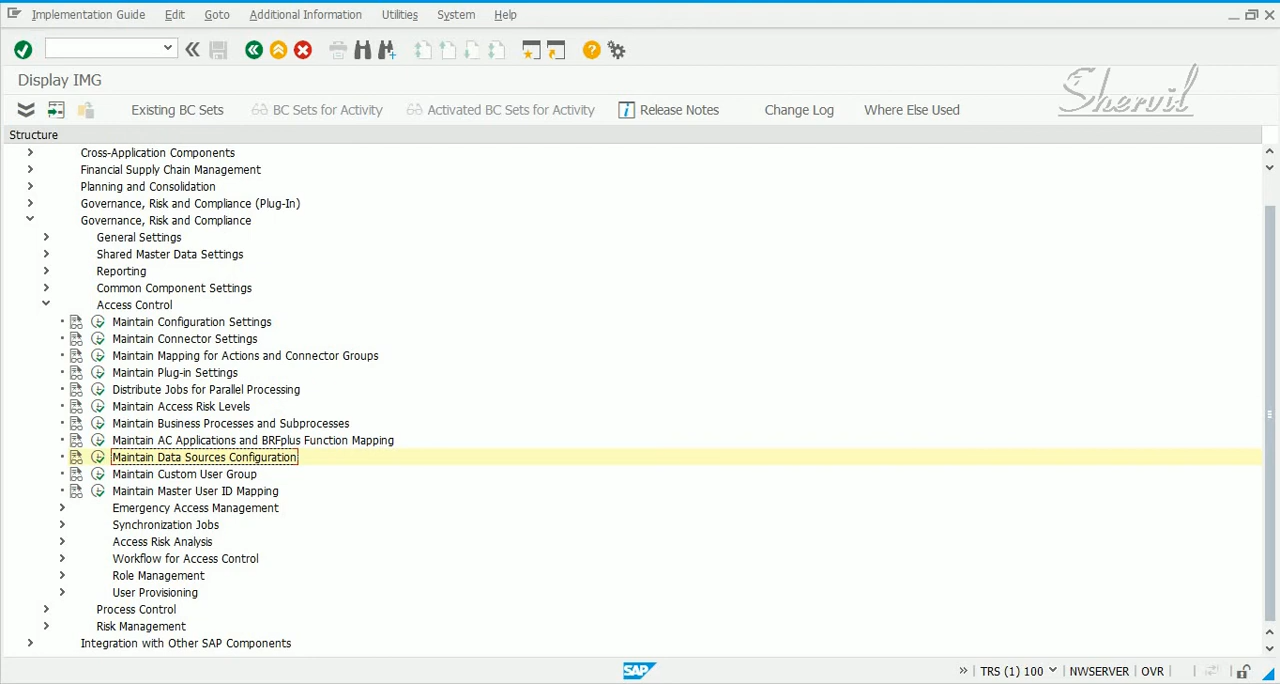 Implementation Guide Edit Goto Additional Information Utilities System Help
Display IMG
Shervil
Existing BC Sets BC Sets for Activity Activated BC Sets for Activity Release Notes Change Log Where Else Used
Structure
Cross-Application Components
Financial Supply Chain Management
Planning and Consolidation
Governance, Risk and Compliance (Plug-In)
Governance, Risk and Compliance
General Settings
Shared Master Data Settings
Reporting
Common Component Settings
Access Control
Maintain Configuration Settings
Maintain Connector Settings
Maintain Mapping for Actions and Connector Groups
Maintain Plug-in Settings
Distribute Jobs for Parallel Processing
Maintain Access Risk Levels
Maintain Business Processes and Subprocesses
Maintain AC Applications and BRFplus Function Mapping
Maintain Data Sources Configuration
Maintain Custom User Group
Maintain Master User ID Mapping
Emergency Access Management
Synchronization Jobs
Access Risk Analysis
Workflow for Access Control
Role Management
User Provisioning
Process Control
Risk Management
Integration with Other SAP Components
SAP TRS (1) 100 NWSERVER OVR